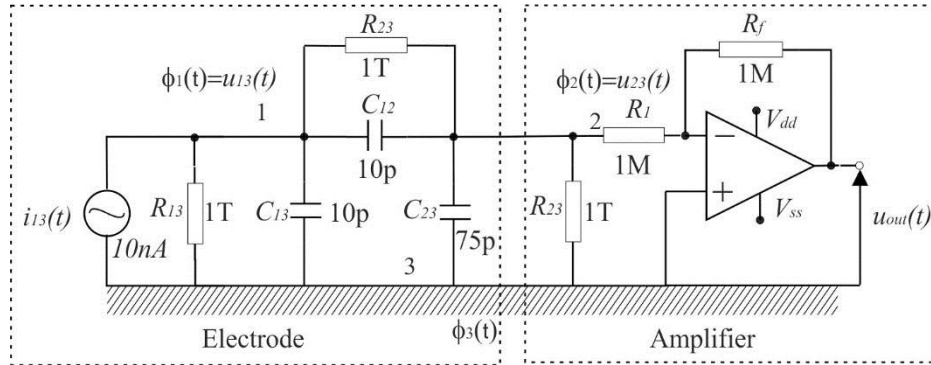 R23
1T
ϕ1(t)=u13(t)
1
C12
10p
i13(t)
10nA
R13
1T
C13
10p
C23
75p
3
Electrode
ϕ3(t)
Rf
1M
ϕ2(t)=u23(t)
2
R1
1M
Vdd
−
+
Vss
R23
1T
uout(t)
Amplifier